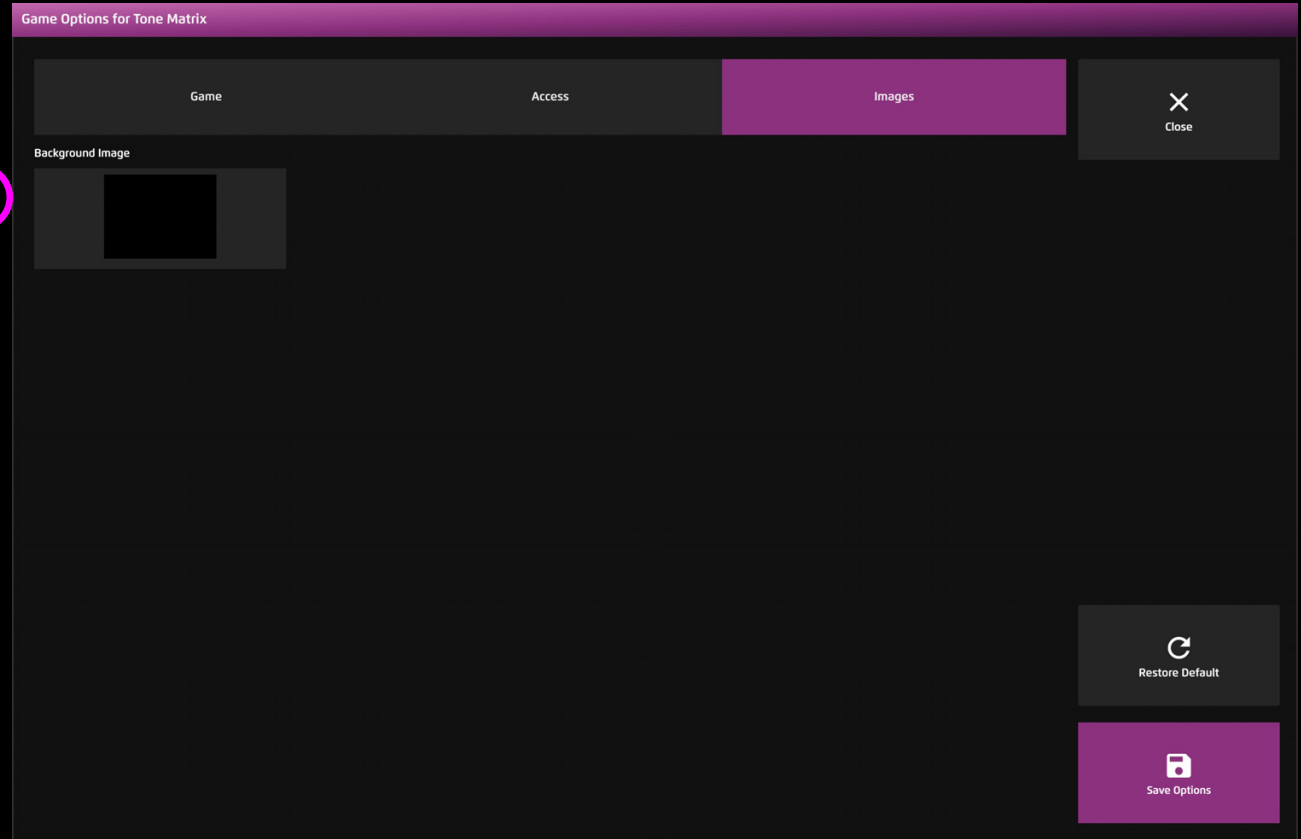 Game Options for Tone Matrix
Game
Access
Images
Close
Background Image
Restore Default
Save Options